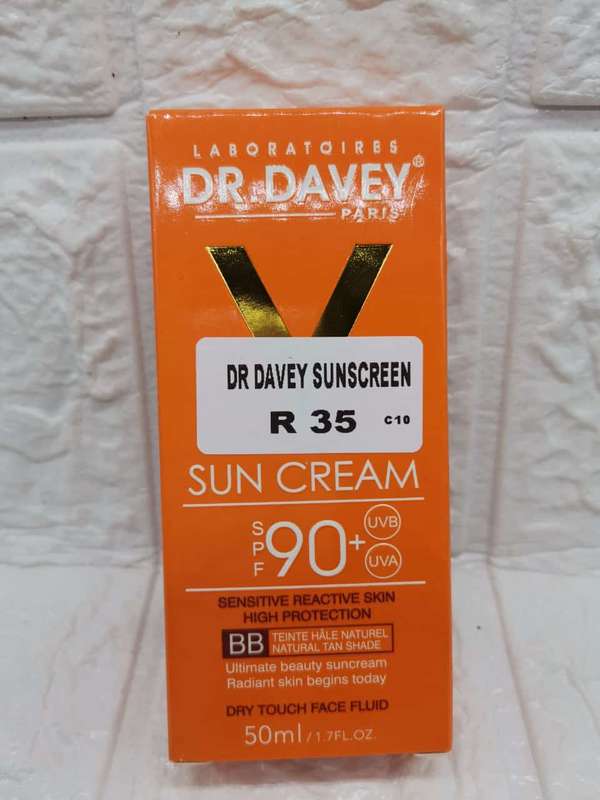 LABORATOIRES
DR. DAVEY®
PARIS
DR DAVEY SUNSCREEN
R 35 C10
SUN CREAM
SPF 90+ UVB
UVA
SENSITIVE REACTIVE SKIN
HIGH PROTECTION
BB TEINTE HÂLE NATUREL
NATURAL TAN SHADE
Ultimate beauty suncream
Radiant skin begins today
DRY TOUCH FACE FLUID
50ml/1.7FL.OZ.